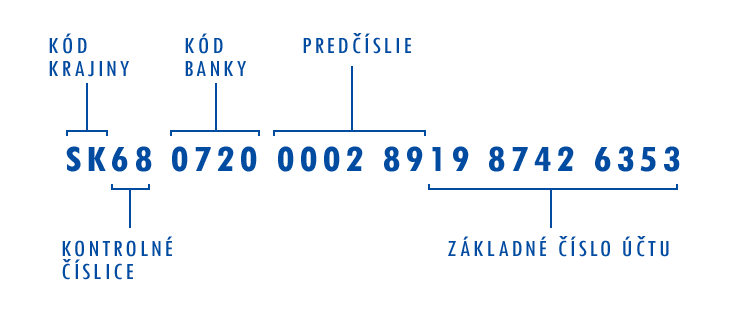 KÓD
KRAJINY
KÓD
BANKY
PREDČÍSLIE
SK68 0720 0002 8919 8742 6353
KONTROLNÉ
ČÍSLICE
ZÁKLADNÉ ČÍSLO ÚČTU